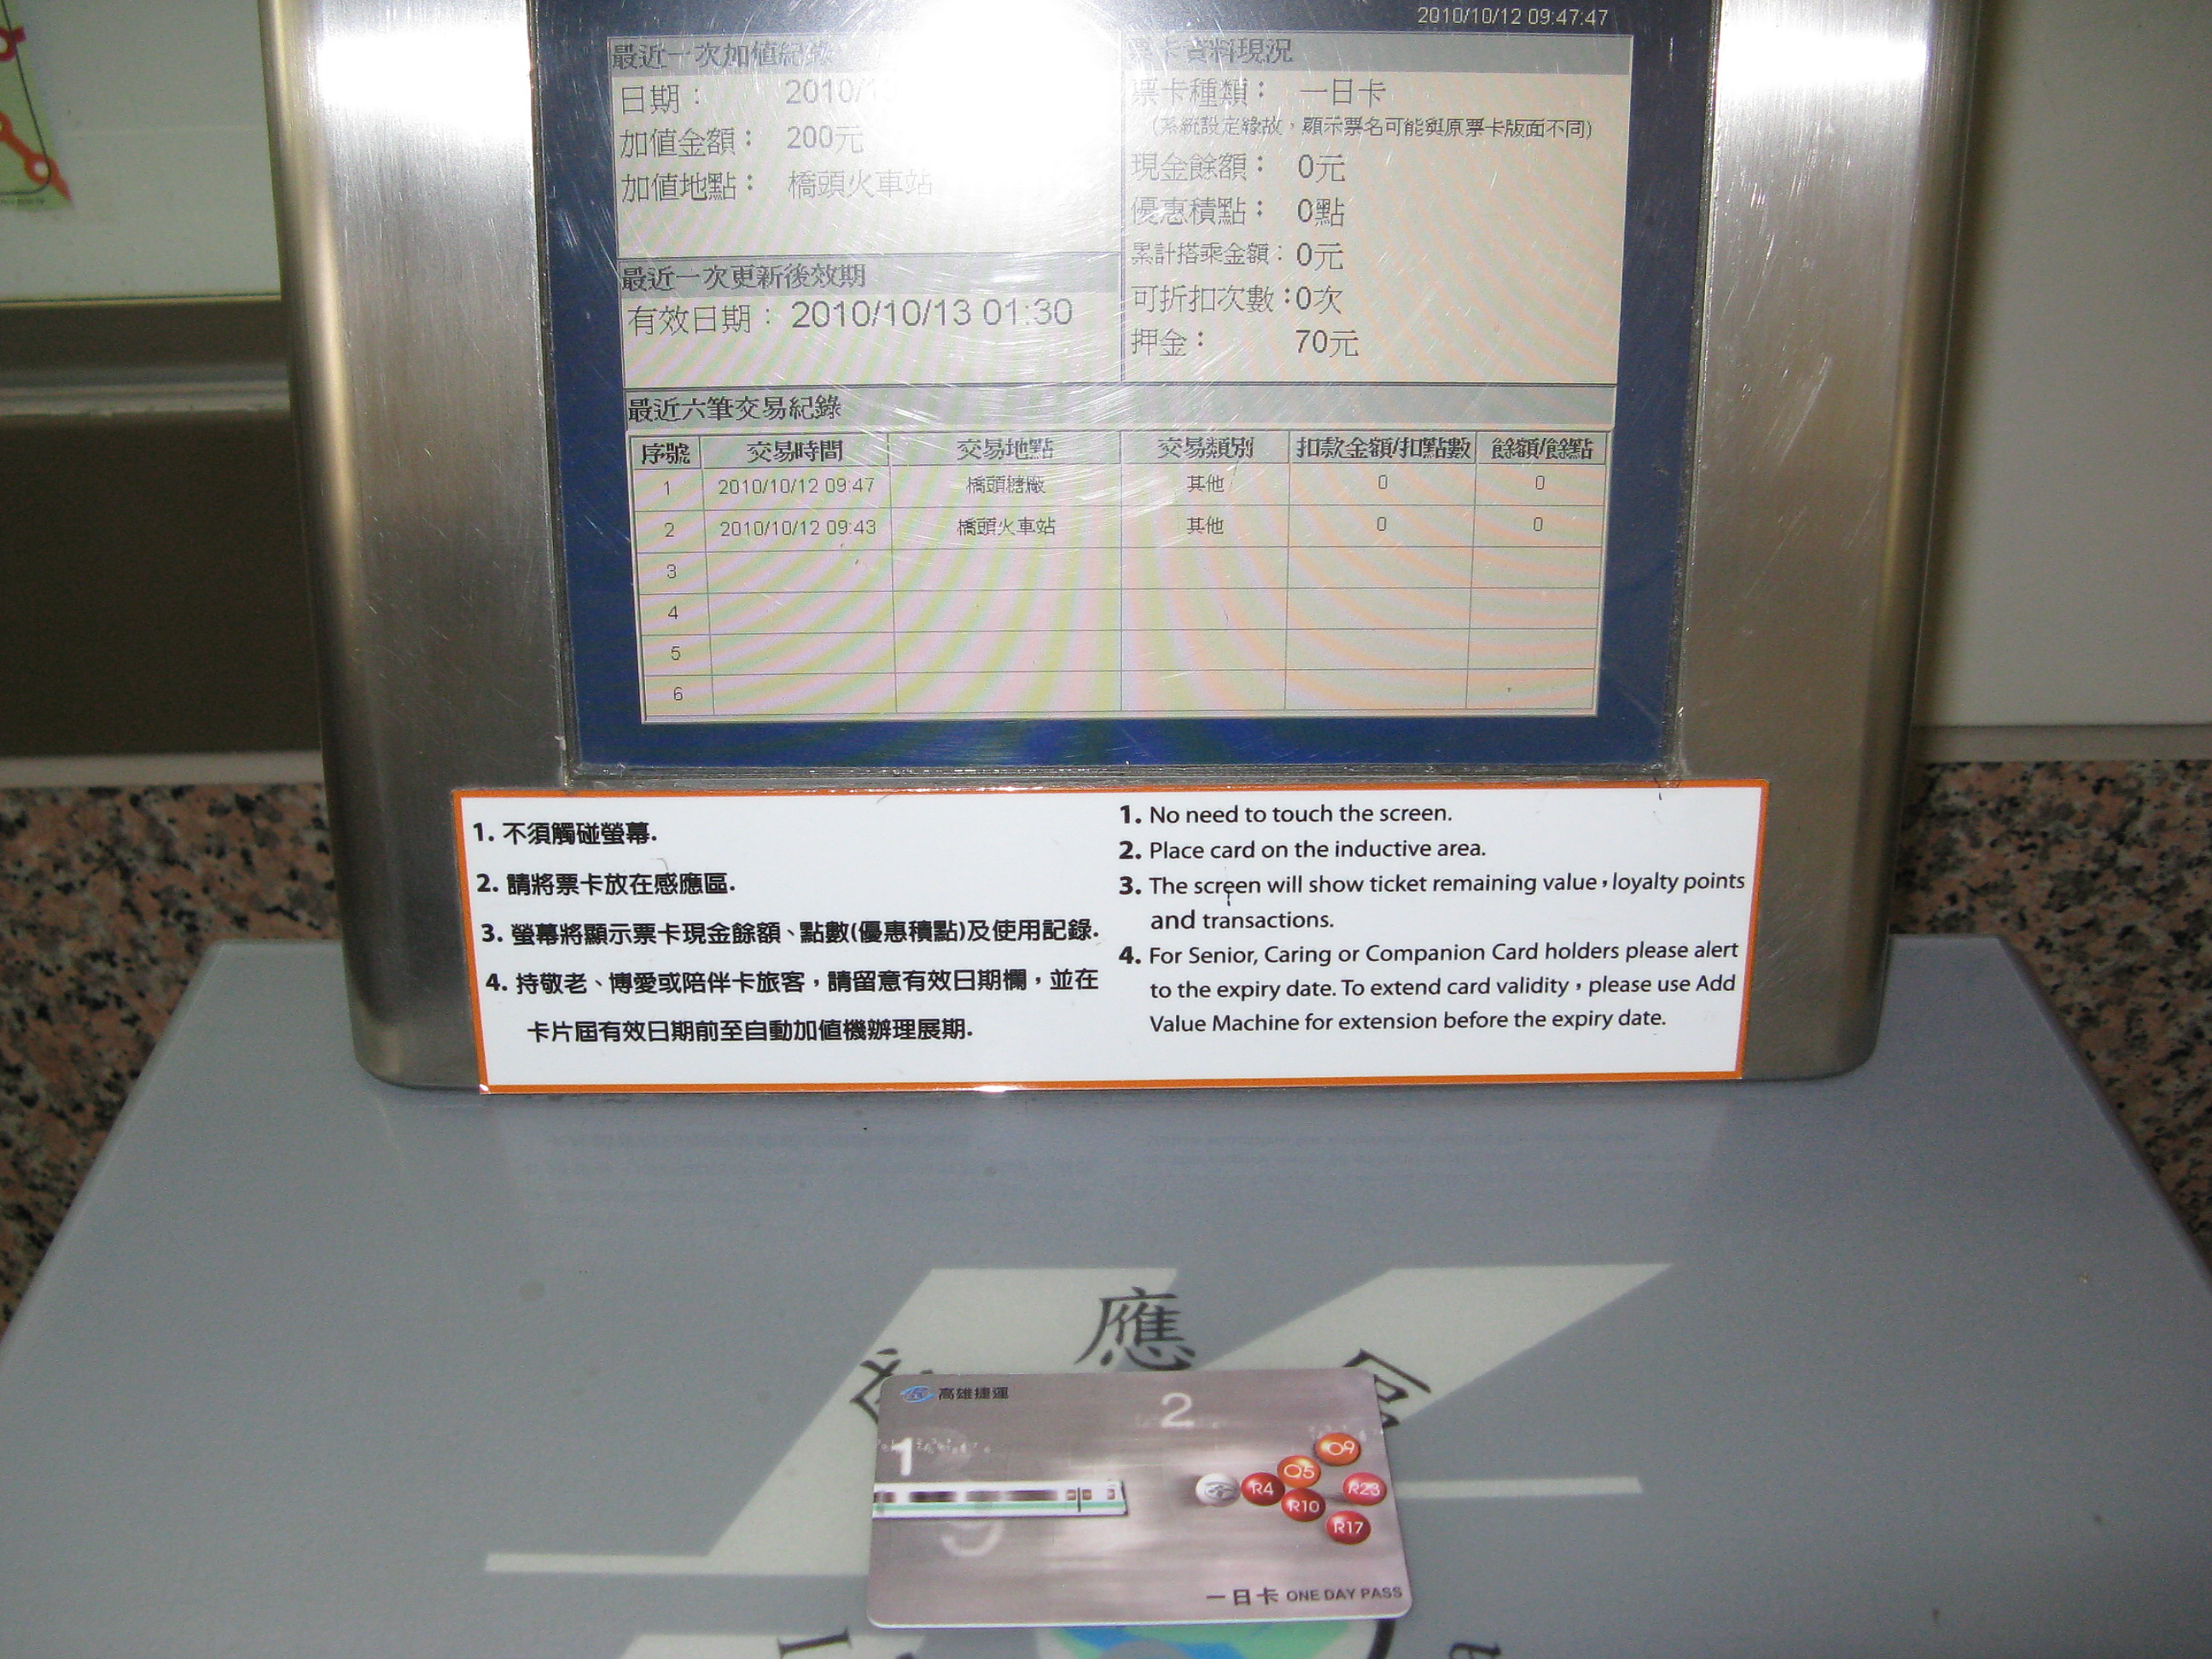 2010/10/12 09:47:47
最近一次加值紀錄
日期： 2010/1
加值金額： 200元
加值地點： 橋頭火車站
最近一次更新後效期
有效日期： 2010/10/13 01:30
票卡資料現況
票卡種類： 一日卡
(系統設定緣故，顯示票名可能與原票卡版面不同)
現金餘額： 0元
優惠積點： 0點
累計搭乘金額： 0元
可折扣次數：0次
押金： 70元
最近六筆交易紀錄
序號 交易時間 交易地點 交易類別 扣款金額/扣點數 餘額/餘點
1 2010/10/12 09:47 橋頭糖廠 其他 0 0
2 2010/10/12 09:43 橋頭火車站 其他 0 0
3
4
5
6
1. 不須觸碰螢幕.
2. 請將票卡放在感應區.
3. 螢幕將顯示票卡現金餘額、點數(優惠積點)及使用記錄.
4. 持敬老、博愛或陪伴卡旅客，請留意有效日期欄，並在
卡片屆有效日期前至自動加值機辦理展期.
1. No need to touch the screen.
2. Place card on the inductive area.
3. The screen will show ticket remaining value，loyalty points
and transactions.
4. For Senior, Caring or Companion Card holders please alert
to the expiry date. To extend card validity，please use Add
Value Machine for extension before the expiry date.
應
高雄捷運
2
1
3
O9
O5
R4
R23
R10
R17
一日卡 ONE DAY PASS